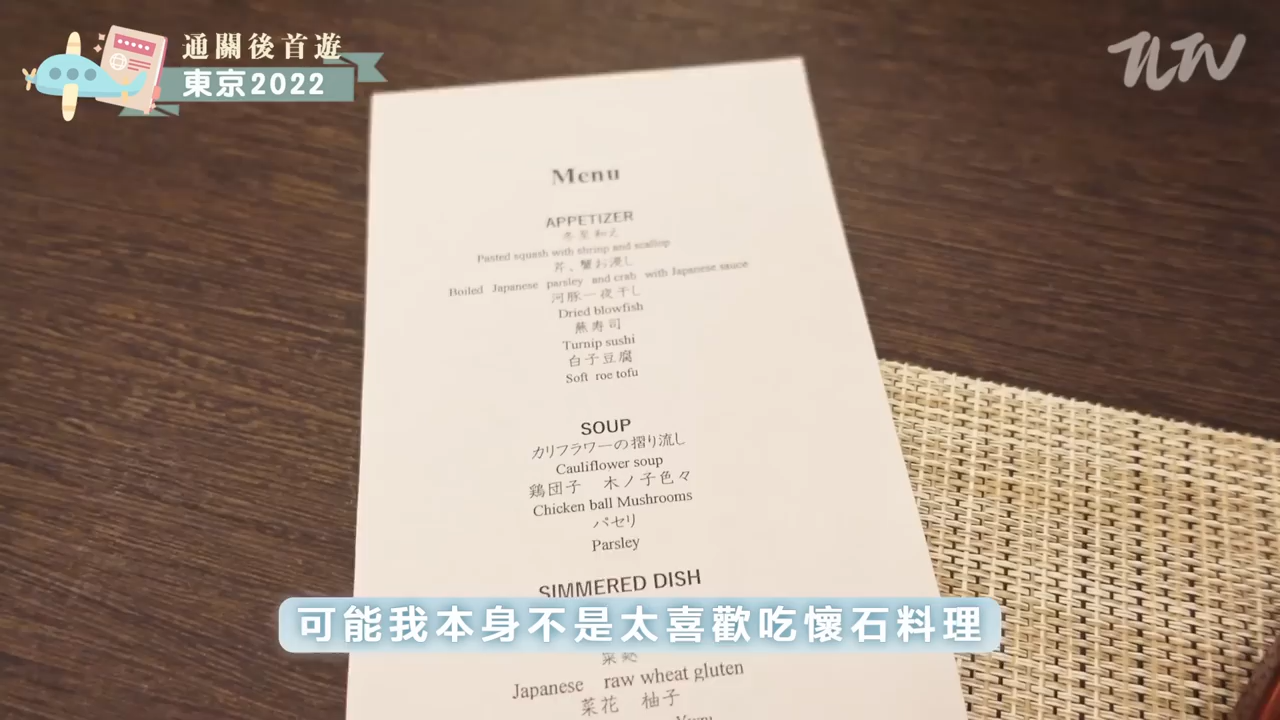 通關後首遊
東京2022
TLTW
Menu
APPETIZER
冬至和え
Pasted squash with shrimp and scallop
芹、蟹お浸し
Boiled Japanese parsley and crab with Japanese sauce
河豚一夜干し
Dried blowfish
蕪寿司
Turnip sushi
白子豆腐
Soft roe tofu
SOUP
カリフラワーの摺り流し
Cauliflower soup
鶏団子 木ノ子色々
Chicken ball Mushrooms
パセリ
Parsley
SIMMERED DISH
可能我本身不是太喜歡吃懷石料理
Japanese raw wheat gluten
菜花 柚子